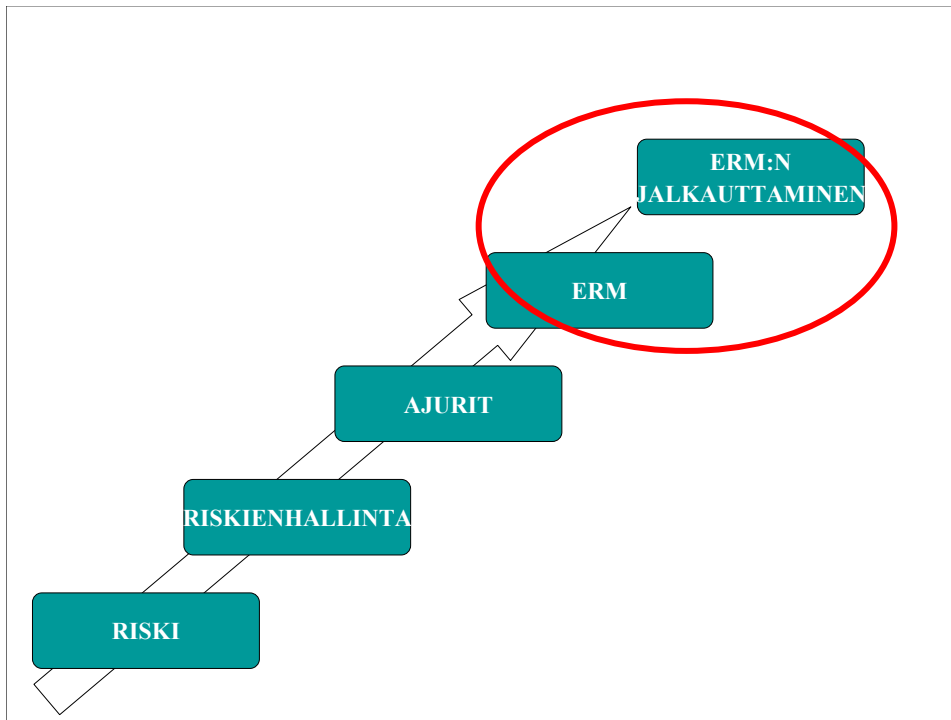 ERM:N
JALKAUTTAMINEN
ERM
AJURIT
RISKIENHALLINTA
RISKI